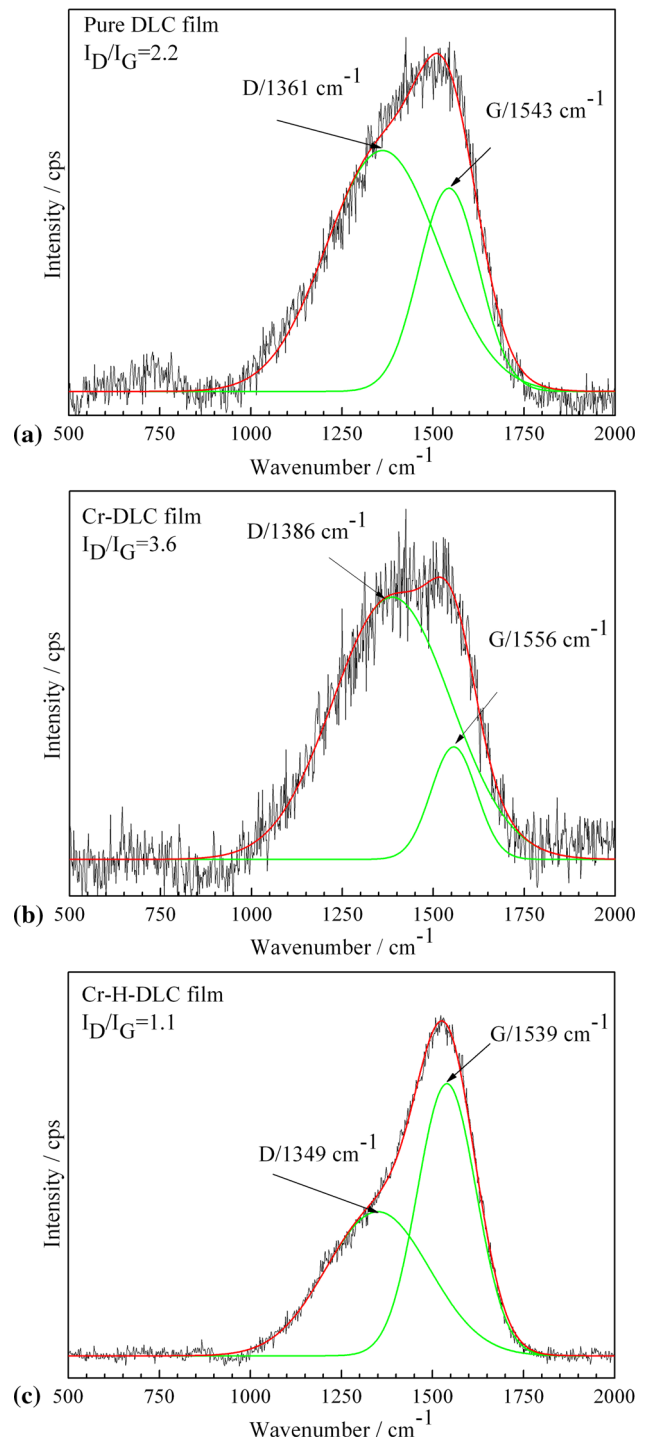 Pure DLC film
I_D/I_G=2.2
D/1361 cm⁻¹
G/1543 cm⁻¹
Intensity / cps
500 750 1000 1250 1500 1750 2000
(a)
Wavenumber / cm⁻¹
Cr-DLC film
I_D/I_G=3.6
D/1386 cm⁻¹
G/1556 cm⁻¹
Intensity / cps
500 750 1000 1250 1500 1750 2000
(b)
Wavenumber / cm⁻¹
Cr-H-DLC film
I_D/I_G=1.1
G/1539 cm⁻¹
D/1349 cm⁻¹
Intensity / cps
500 750 1000 1250 1500 1750 2000
(c)
Wavenumber / cm⁻¹